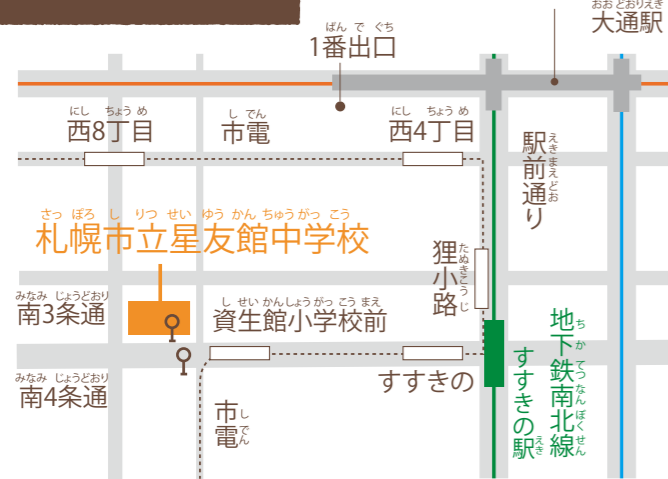 おおどおりえき
大通駅
ばんでぐち
1番出口
にしちょうめ
西8丁目
しでん
市電
にしちょうめ
西4丁目
えきまえどお
駅前通り
さっぽろしりつせいゆうかんちゅうがっこう
札幌市立星友館中学校
たぬきこうじ
狸小路
みなみじょうどおり
南3条通
しせいかんしょうがっこうまえ
資生館小学校前
ちかてつなんぼくせん
地下鉄南北線
えき
すすきの駅
すすきの
みなみじょうどおり
南4条通
しでん
市電